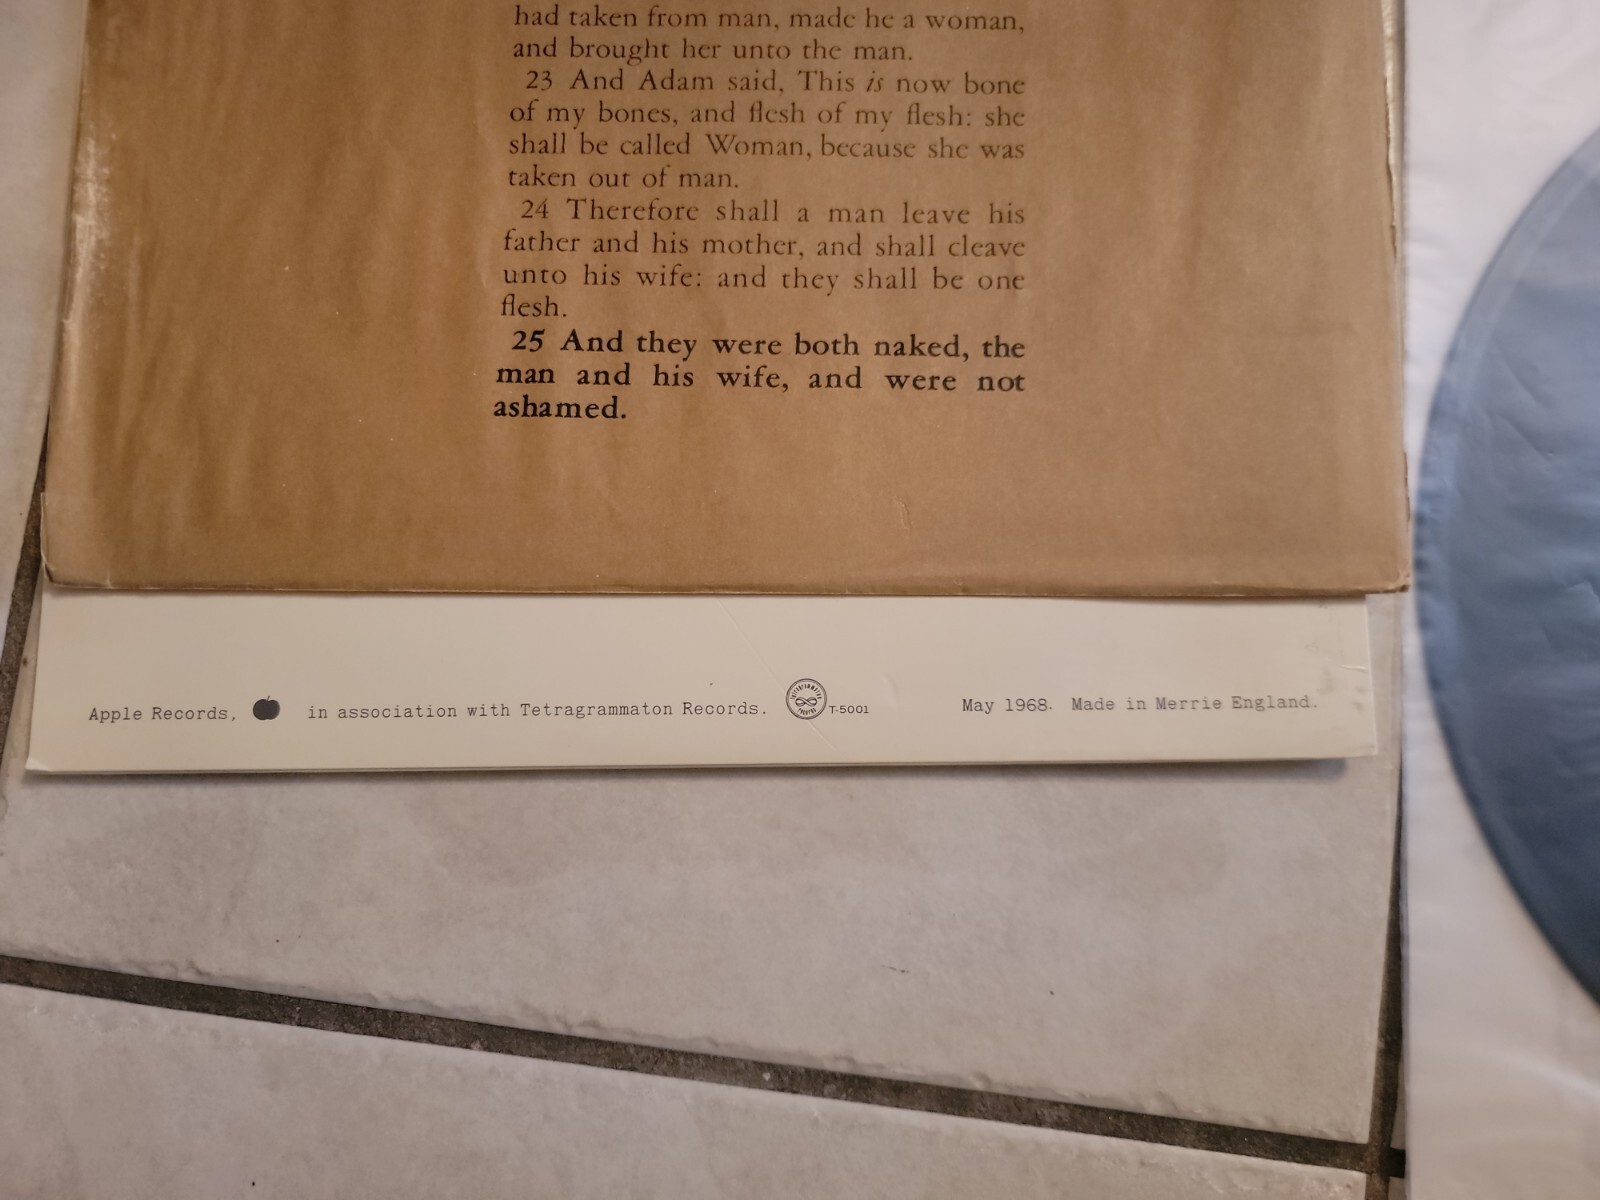 had taken from man, made he a woman,
and brought her unto the man.
23 And Adam said, This is now bone
of my bones, and flesh of my flesh: she
shall be called Woman, because she was
taken out of man.
24 Therefore shall a man leave his
father and his mother, and shall cleave
unto his wife: and they shall be one
flesh.
25 And they were both naked, the
man and his wife, and were not
ashamed.
Apple Records, in association with Tetragrammaton Records. T-5001 May 1968. Made in Merrie England.